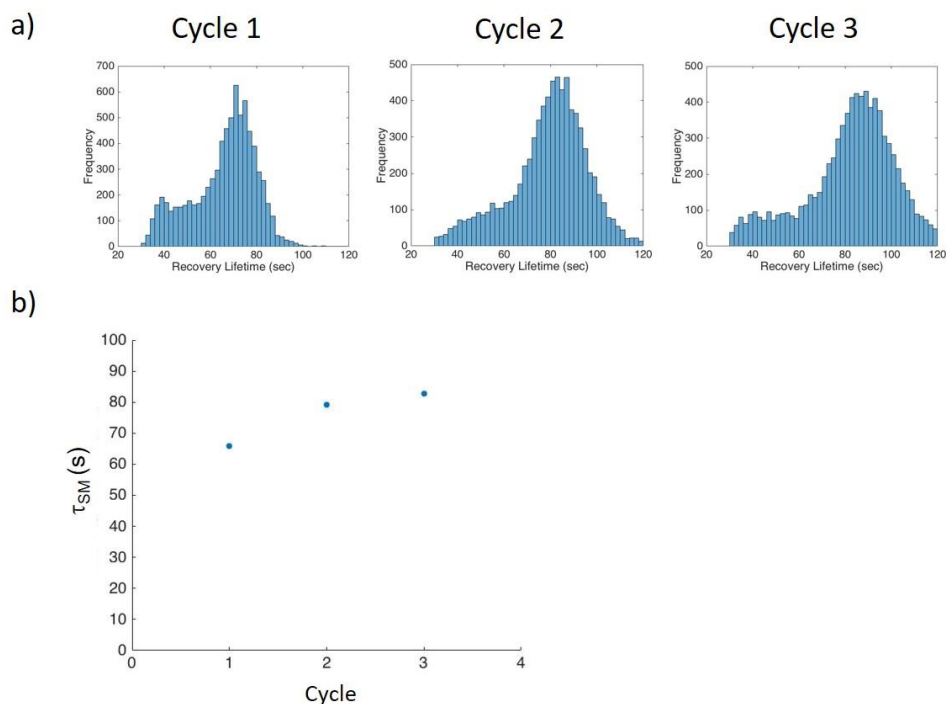 a)
Cycle 1
Cycle 2
Cycle 3
700
600
500
400
300
200
100
0
Frequency
20 40 60 80 100 120
Recovery Lifetime (sec)
500
400
300
200
100
0
Frequency
20 40 60 80 100 120
Recovery Lifetime (sec)
500
400
300
200
100
0
Frequency
20 40 60 80 100 120
Recovery Lifetime (sec)
b)
100
90
80
70
60
50
40
30
20
10
0
τSM (s)
0 1 2 3 4
Cycle